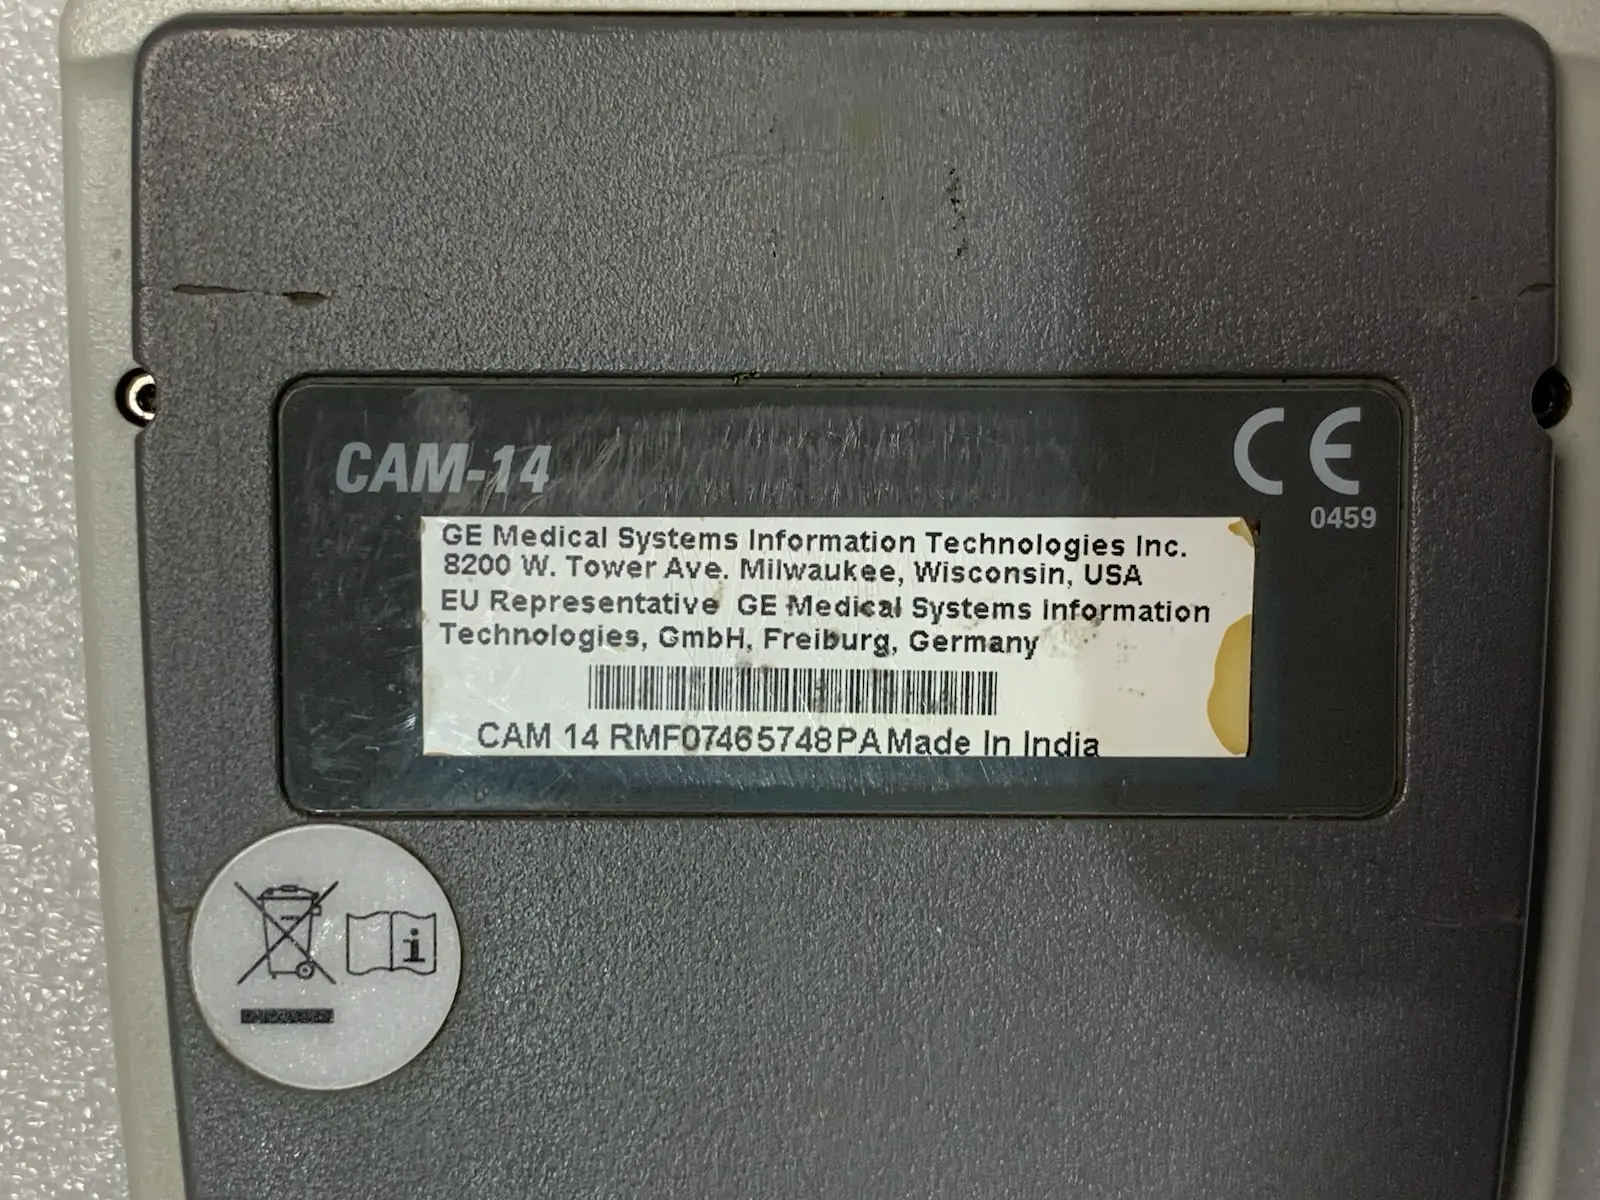 CAM-14
CE
0459
GE Medical Systems Information Technologies Inc.
8200 W. Tower Ave. Milwaukee, Wisconsin, USA
EU Representative GE Medical Systems Information
Technologies, GmbH, Freiburg, Germany
CAM 14 RMF07465748PA Made In India
i